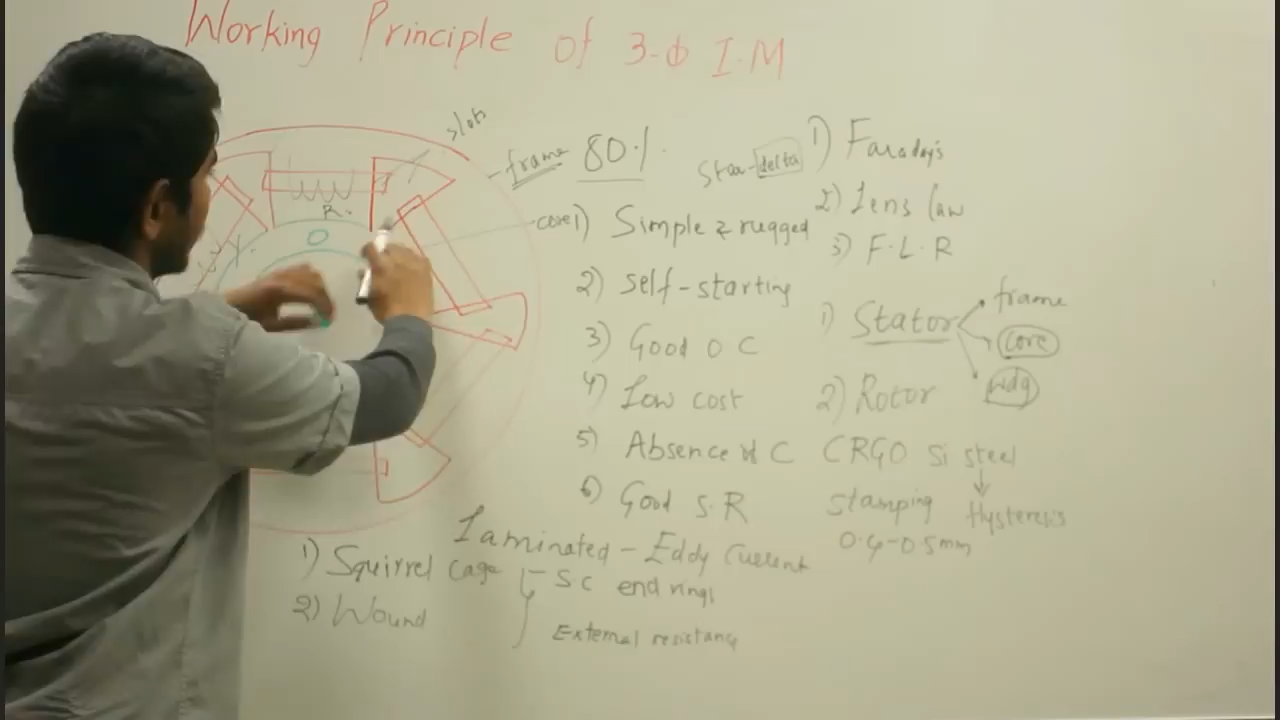 Working Principle of 3-Φ I.M
slots
frame
80%.
Star-delta
core
R.
Y.
1) Simple & rugged
2) Self-starting
3) Good O C
4) Low cost
5) Absence of C
6) Good S.R
1) Faraday's
2) Lens law
3) F.L.R
1) Stator
frame
core
wdg
2) Rotor
CRGO Si steel
stamping
Hysteresis
0.4-0.5mm
Laminated - Eddy Current
1) Squirrel cage - SC end rings
2) Wound
External resistance